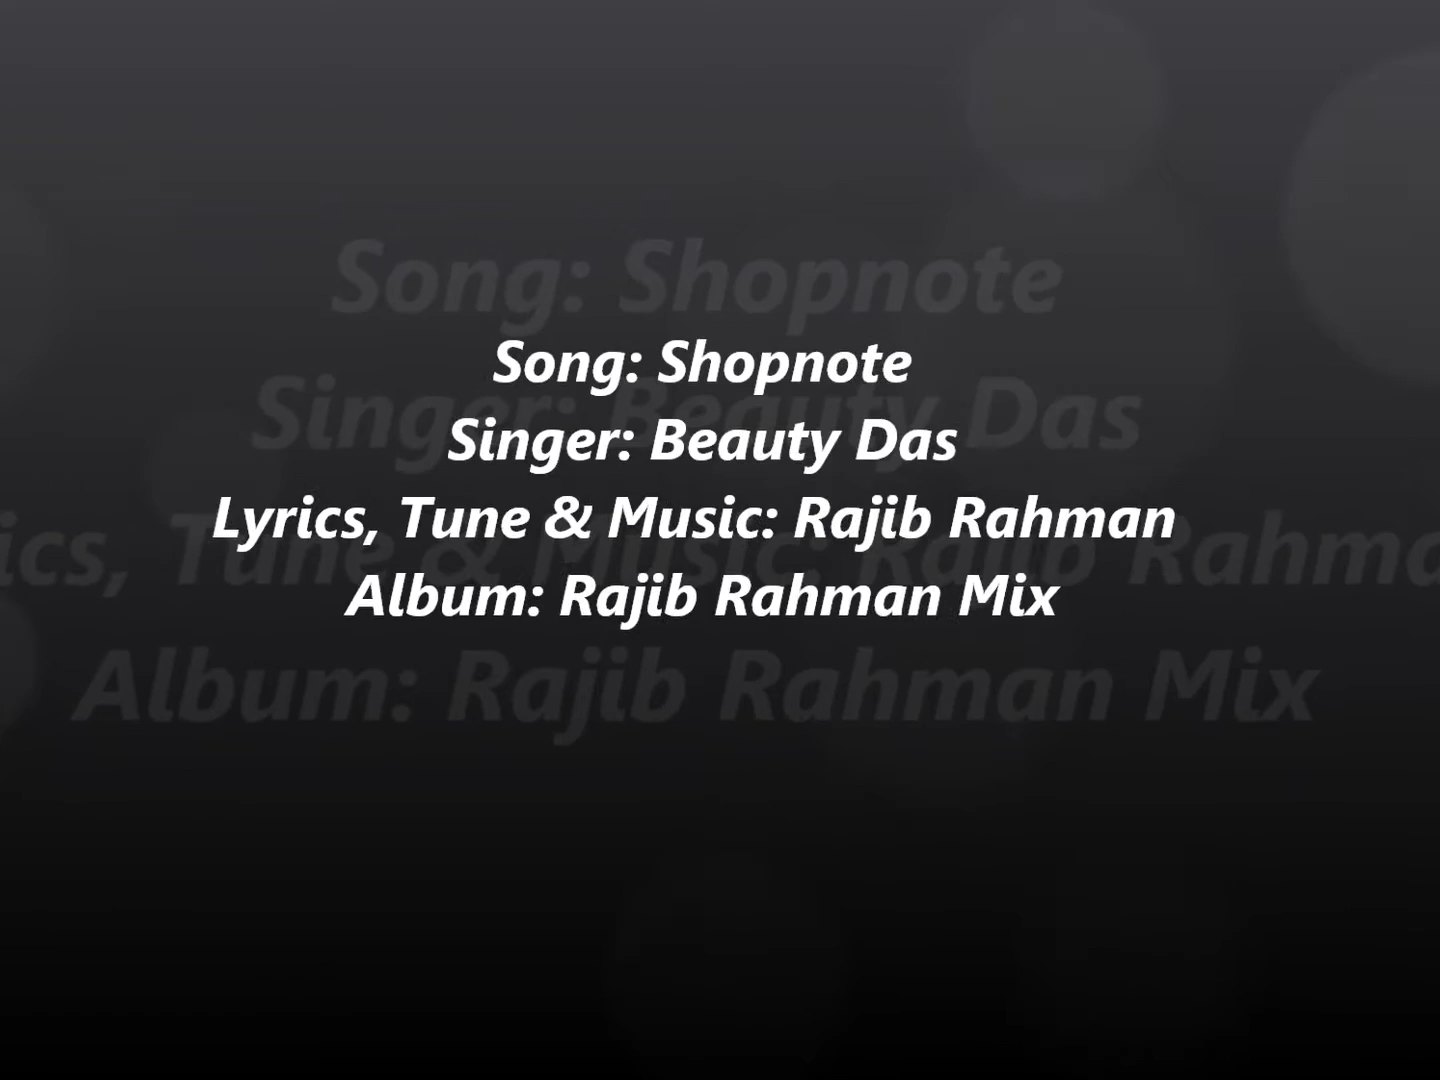 Song: Shopnote
Singer: Beauty Das
Lyrics, Tune & Music: Rajib Rahman
Album: Rajib Rahman Mix